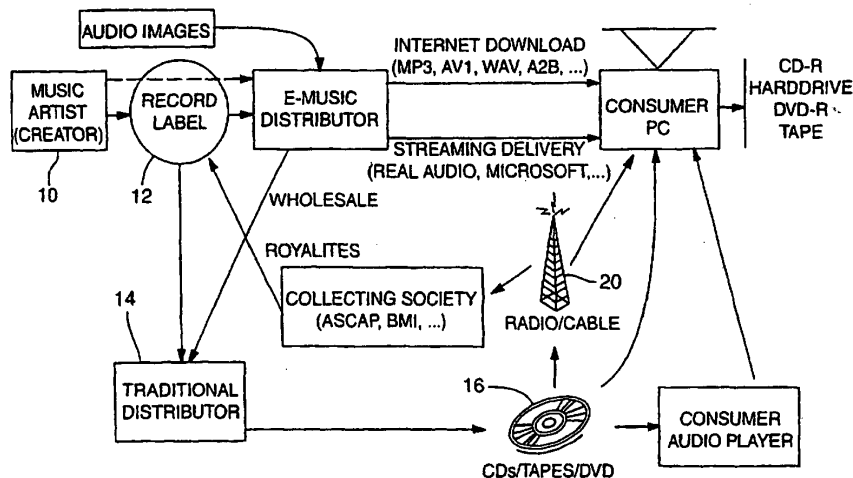 AUDIO IMAGES
INTERNET DOWNLOAD
(MP3, AV1, WAV, A2B, ...)
MUSIC
ARTIST
(CREATOR)
RECORD
LABEL
E-MUSIC
DISTRIBUTOR
CONSUMER
PC
CD-R
HARDDRIVE
DVD-R
TAPE
10
12
STREAMING DELIVERY
(REAL AUDIO, MICROSOFT,...)
WHOLESALE
ROYALITES
COLLECTING SOCIETY
(ASCAP, BMI, ...)
20
RADIO/CABLE
14
TRADITIONAL
DISTRIBUTOR
16
CDs/TAPES/DVD
CONSUMER
AUDIO PLAYER